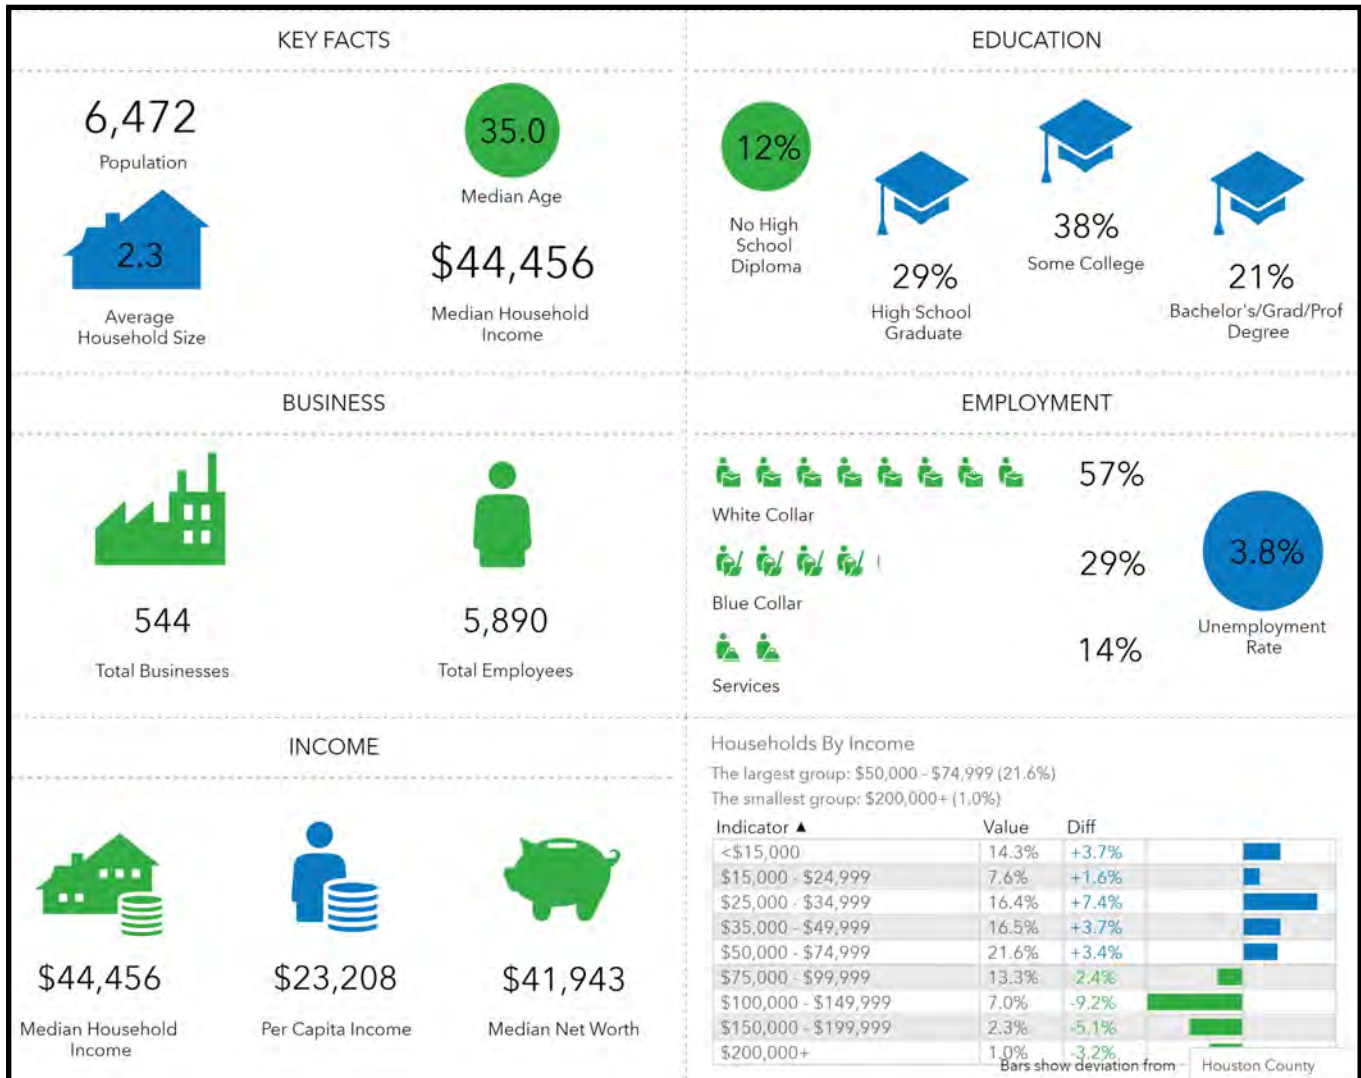 KEY FACTS
6,472
Population
35.0
Median Age
2.3
Average
Household Size
$44,456
Median Household
Income
EDUCATION
12%
No High
School
Diploma
29%
High School
Graduate
38%
Some College
21%
Bachelor's/Grad/Prof
Degree
BUSINESS
544
Total Businesses
5,890
Total Employees
EMPLOYMENT
57%
White Collar
29%
Blue Collar
14%
Services
3.8%
Unemployment
Rate
INCOME
$44,456
Median Household
Income
$23,208
Per Capita Income
$41,943
Median Net Worth
Households By Income
The largest group: $50,000 - $74,999 (21.6%)
The smallest group: $200,000+ (1.0%)
Indicator ▲ Value Diff
<$15,000 14.3% +3.7%
$15,000 - $24,999 7.6% +1.6%
$25,000 - $34,999 16.4% +7.4%
$35,000 - $49,999 16.5% +3.7%
$50,000 - $74,999 21.6% +3.4%
$75,000 - $99,999 13.3% -2.4%
$100,000 - $149,999 7.0% -9.2%
$150,000 - $199,999 2.3% -5.1%
$200,000+ 1.0% -3.2%
Bars show deviation from Houston County